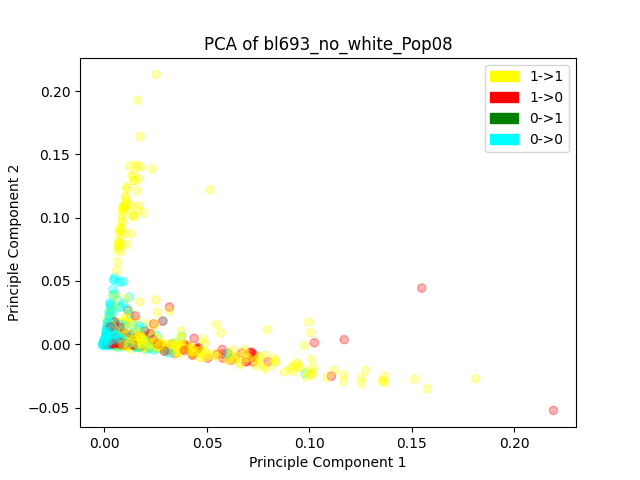 PCA of bl693_no_white_Pop08
1->1
1->0
0->1
0->0
0.20
0.15
0.10
0.05
0.00
−0.05
Principle Component 2
0.00 0.05 0.10 0.15 0.20
Principle Component 1